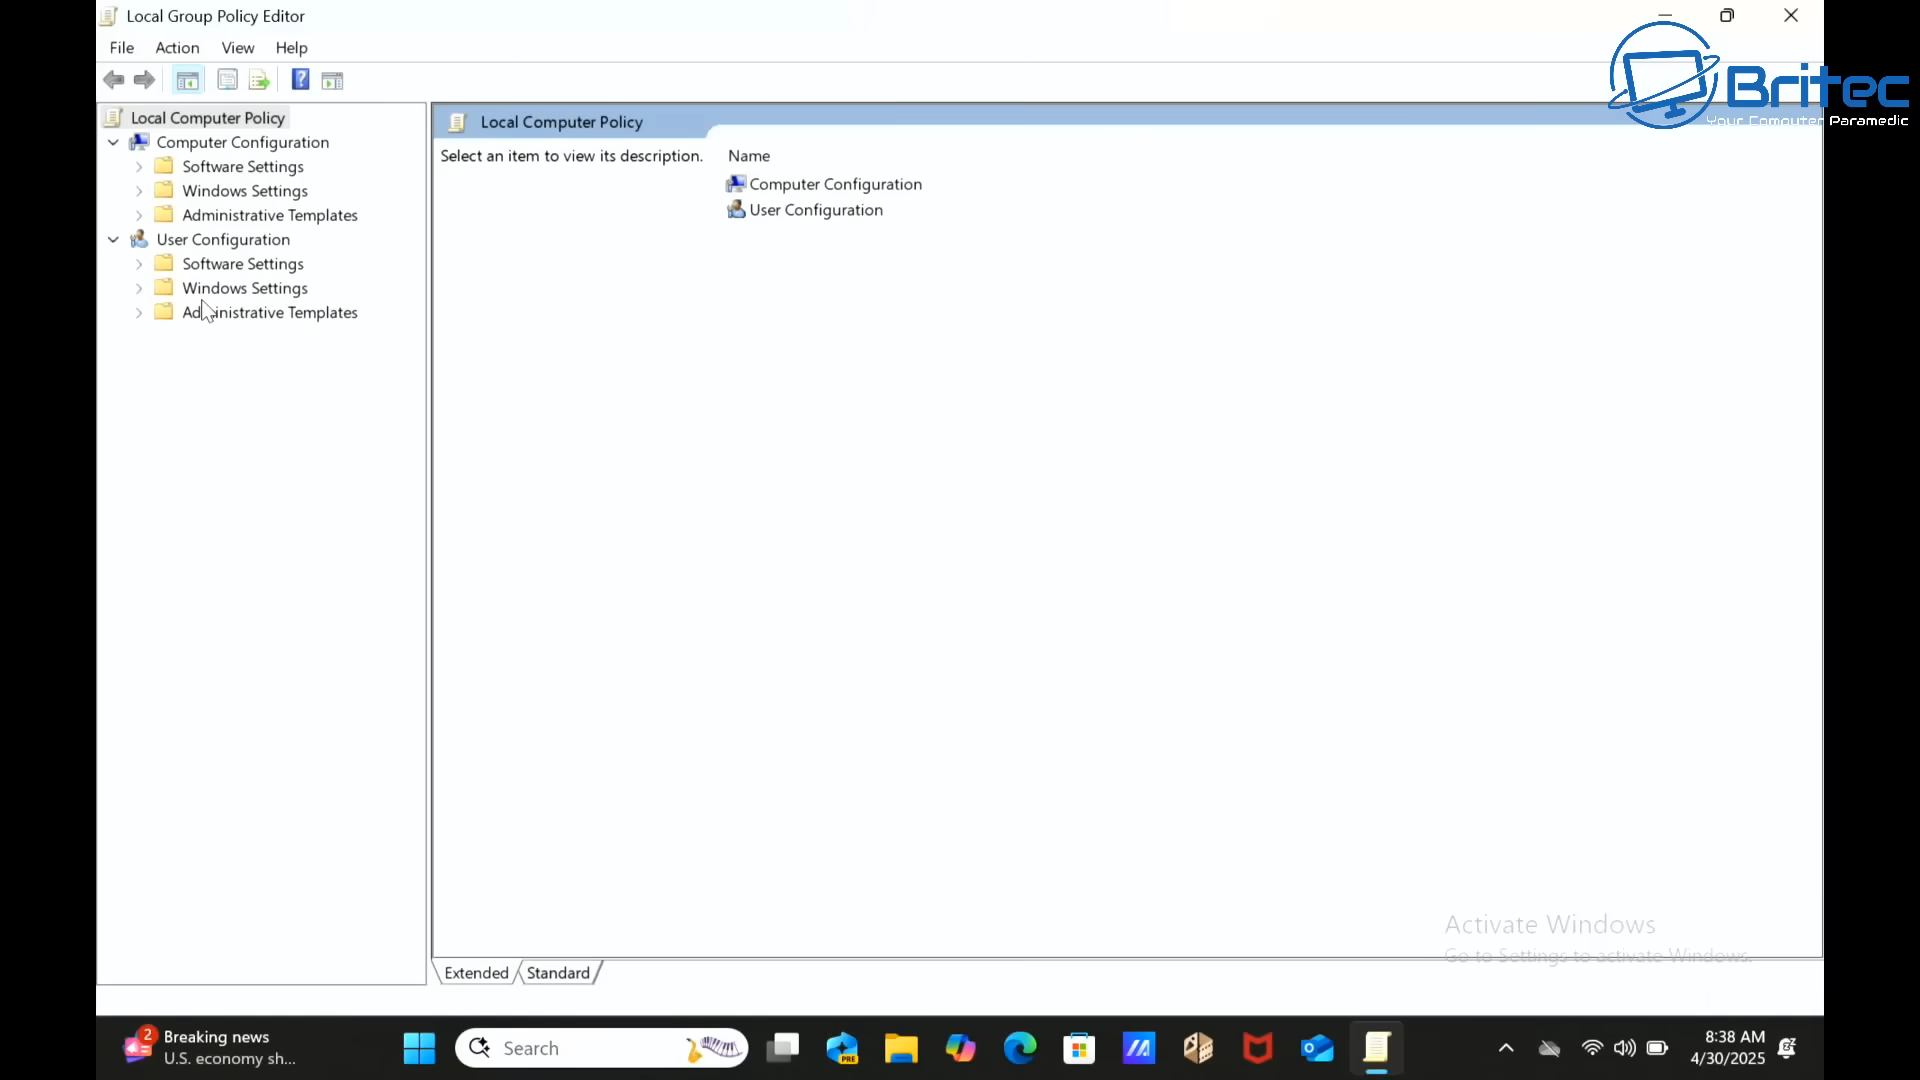 Local Group Policy Editor
File Action View Help
Britec
Your Computer Paramedic
Local Computer Policy
Computer Configuration
Software Settings
Windows Settings
Administrative Templates
User Configuration
Software Settings
Windows Settings
Administrative Templates
Local Computer Policy
Select an item to view its description.
Name
Computer Configuration
User Configuration
Activate Windows
Go to Settings to activate Windows.
Extended Standard
2
Breaking news
U.S. economy sh...
Search
PRE
8:38 AM
4/30/2025